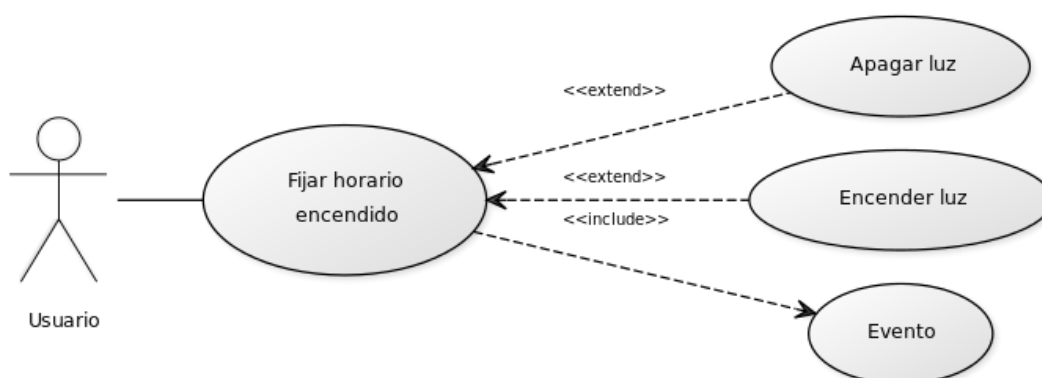 Apagar luz
<<extend>>
Fijar horario
encendido
<<extend>>
Encender luz
<<include>>
Usuario
Evento